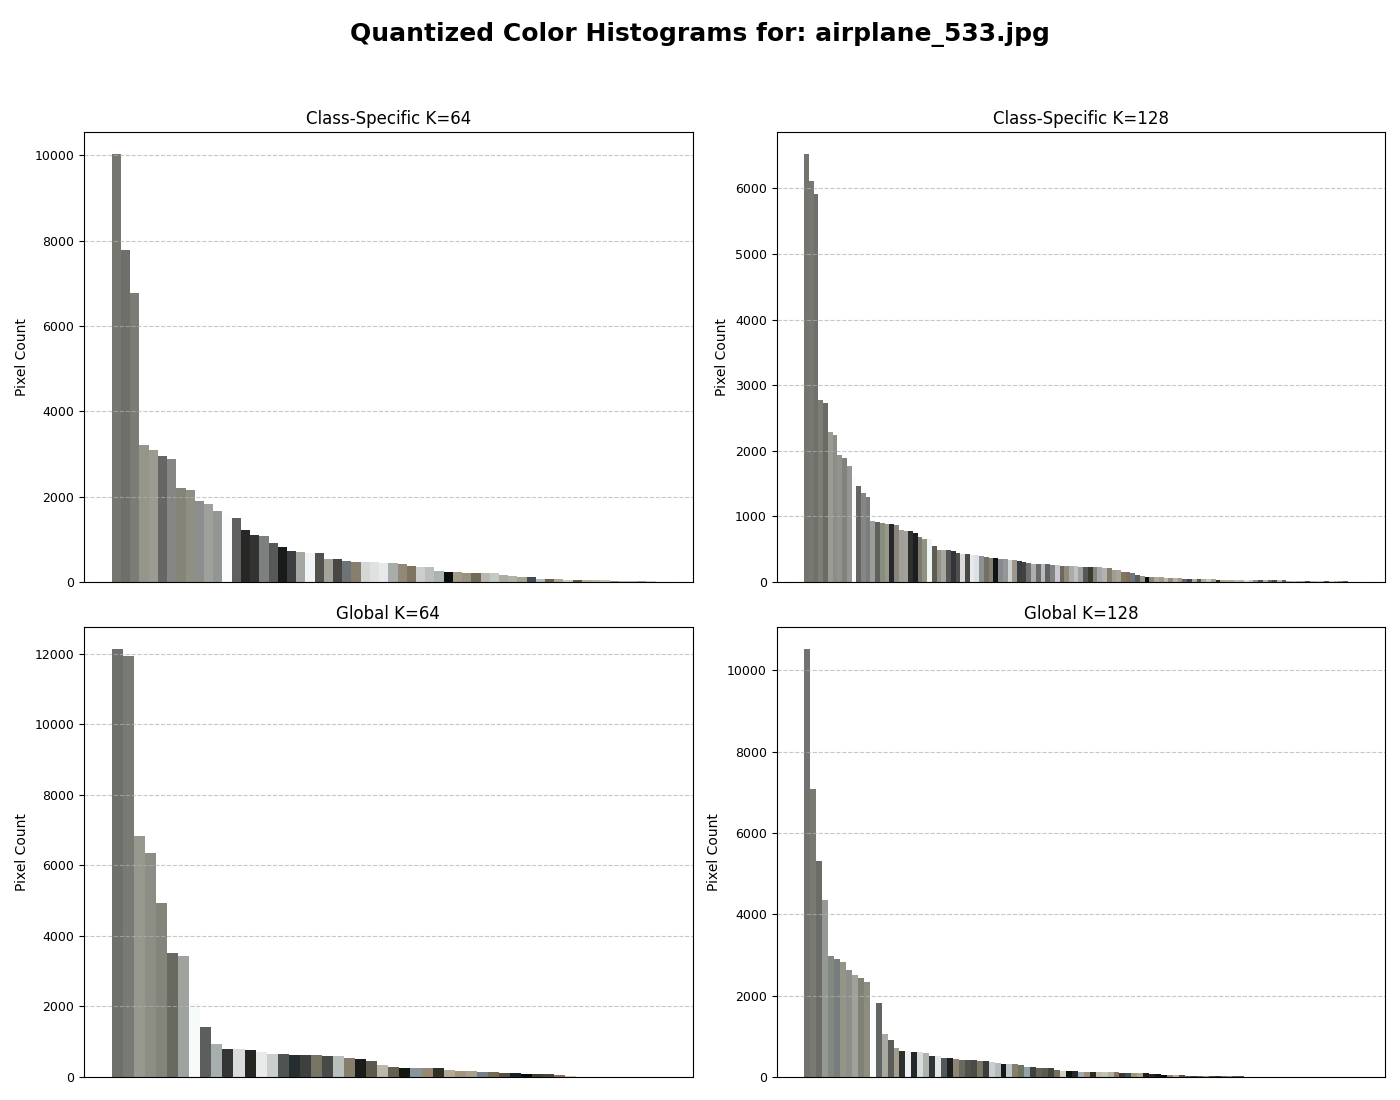 Quantized Color Histograms for: airplane_533.jpg
Class-Specific K=64
Pixel Count
10000
8000
6000
4000
2000
0
Class-Specific K=128
Pixel Count
6000
5000
4000
3000
2000
1000
0
Global K=64
Pixel Count
12000
10000
8000
6000
4000
2000
0
Global K=128
Pixel Count
10000
8000
6000
4000
2000
0